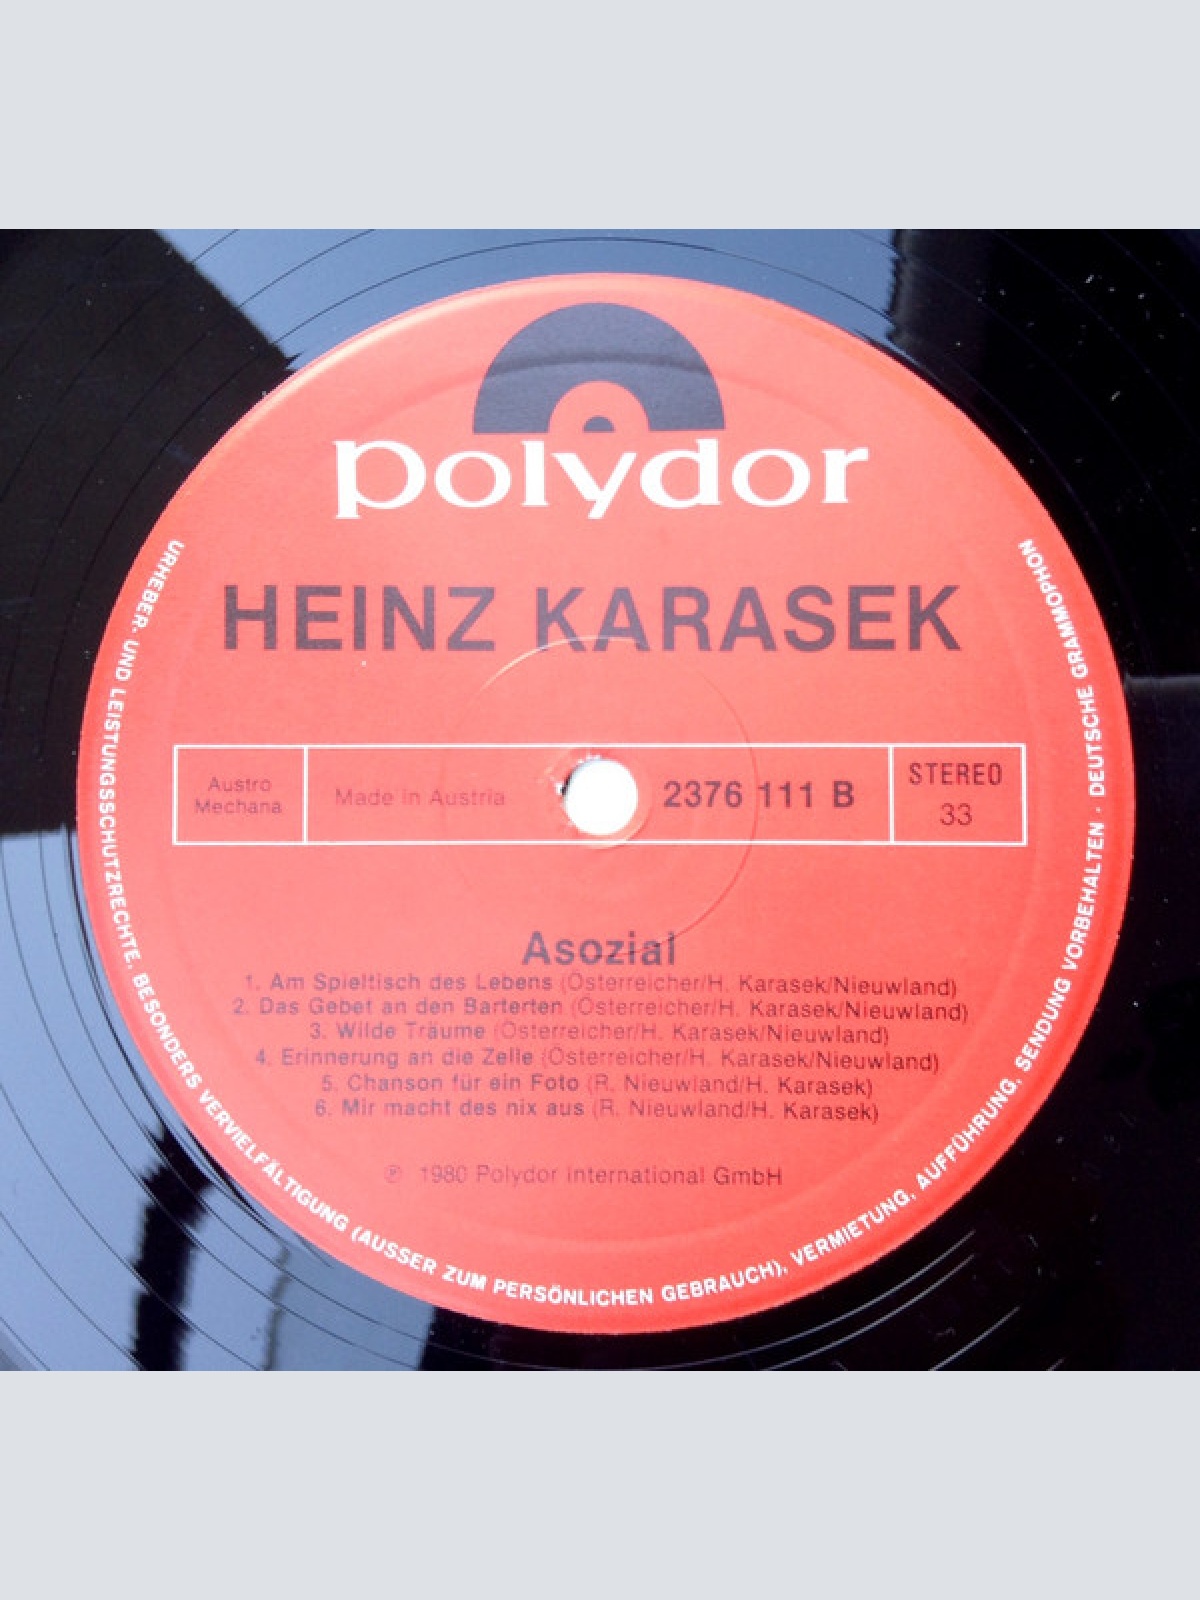 polydor
HEINZ KARASEK
Austro
Mechana
Made in Austria
2376 111 B
STEREO
33
Asozial
1. Am Spieltisch des Lebens (Österreicher/H. Karasek/Nieuwland)
2. Das Gebet an den Barterten (Österreicher/H. Karasek/Nieuwland)
3. Wilde Träume (Österreicher/H. Karasek/Nieuwland)
4. Erinnerung an die Zelle (Österreicher/H. Karasek/Nieuwland)
5. Chanson für ein Foto (R. Nieuwland/H. Karasek)
6. Mir macht des nix aus (R. Nieuwland/H. Karasek)
℗ 1980 Polydor International GmbH
URHEBER- UND LEISTUNGSSCHUTZRECHTE, BESONDERS VERVIELFÄLTIGUNG (AUSSER ZUM PERSÖNLICHEN GEBRAUCH), VERMIETUNG, AUFFÜHRUNG, SENDUNG VORBEHALTEN · DEUTSCHE GRAMMOPHON